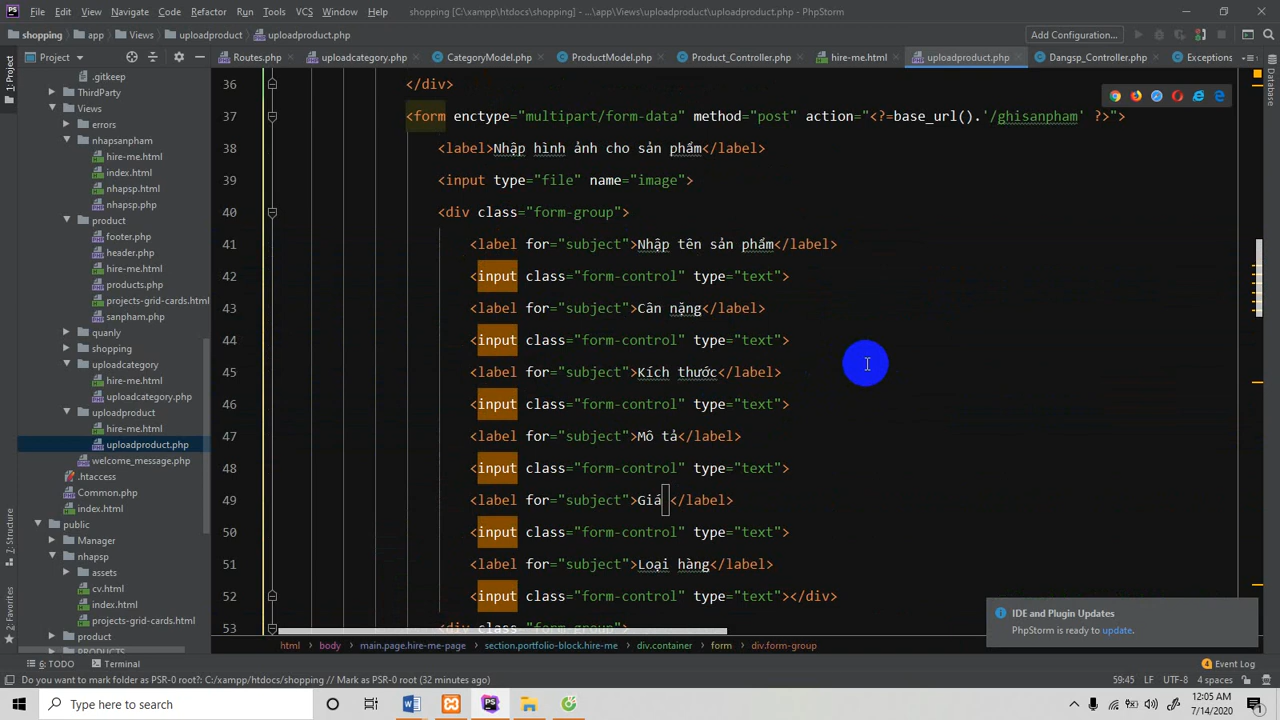 File Edit View Navigate Code Refactor Run Tools VCS Window Help shopping [C:\xampp\htdocs\shopping] - ...\app\Views\uploadproduct.php - PhpStorm
shopping app Views uploadproduct uploadproduct.php Add Configuration...
Project Routes.php uploadcategory.php CategoryModel.php ProductModel.php Product_Controller.php hire-me.html uploadproduct.php Dangsp_Controller.php Exceptions
1: Project
7: Structure
2: Favorites
Database
.gitkeep
ThirdParty
Views
errors
nhapsanpham
hire-me.html
index.html
nhapsp.html
nhapsp.php
product
footer.php
header.php
hire-me.html
products.php
projects-grid-cards.html
sanpham.php
quanly
shopping
uploadcategory
hire-me.html
uploadcategory.php
uploadproduct
hire-me.html
uploadproduct.php
welcome_message.php
.htaccess
Common.php
index.html
public
Manager
nhapsp
assets
cv.html
index.html
projects-grid-cards.html
product
36 </div>
37 <form enctype="multipart/form-data" method="post" action="<?=base_url().'/ghisanpham' ?>">
38 <label>Nhập hình ảnh cho sản phẩm</label>
39 <input type="file" name="image">
40 <div class="form-group">
41 <label for="subject">Nhập tên sản phẩm</label>
42 <input class="form-control" type="text">
43 <label for="subject">Cân nặng</label>
44 <input class="form-control" type="text">
45 <label for="subject">Kích thước</label>
46 <input class="form-control" type="text">
47 <label for="subject">Mô tả</label>
48 <input class="form-control" type="text">
49 <label for="subject">Giá </label>
50 <input class="form-control" type="text">
51 <label for="subject">Loại hàng</label>
52 <input class="form-control" type="text"></div>
53 <div class="form-group">
IDE and Plugin Updates
PhpStorm is ready to update.
html body main.page.hire-me-page section.portfolio-block.hire-me div.container form div.form-group
6: TODO Terminal 4 Event Log
Do you want to mark folder as PSR-0 root?: C:/xampp/htdocs/shopping // Mark as PSR-0 root (32 minutes ago) 59:45 LF UTF-8 4 spaces
Type here to search 12:05 AM
7/14/2020